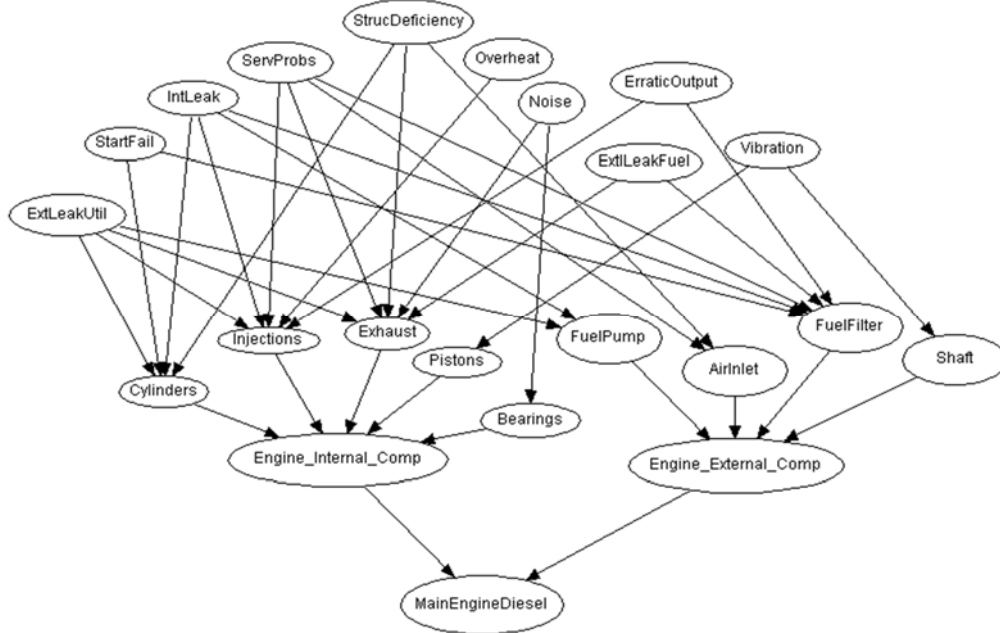 StrucDeficiency
ServProbs
Overheat
ErraticOutput
IntLeak
Noise
StartFail
Vibration
ExtlLeakFuel
ExtLeakUtil
Injections
Exhaust
FuelPump
FuelFilter
Pistons
AirInlet
Shaft
Cylinders
Bearings
Engine_Internal_Comp
Engine_External_Comp
MainEngineDiesel